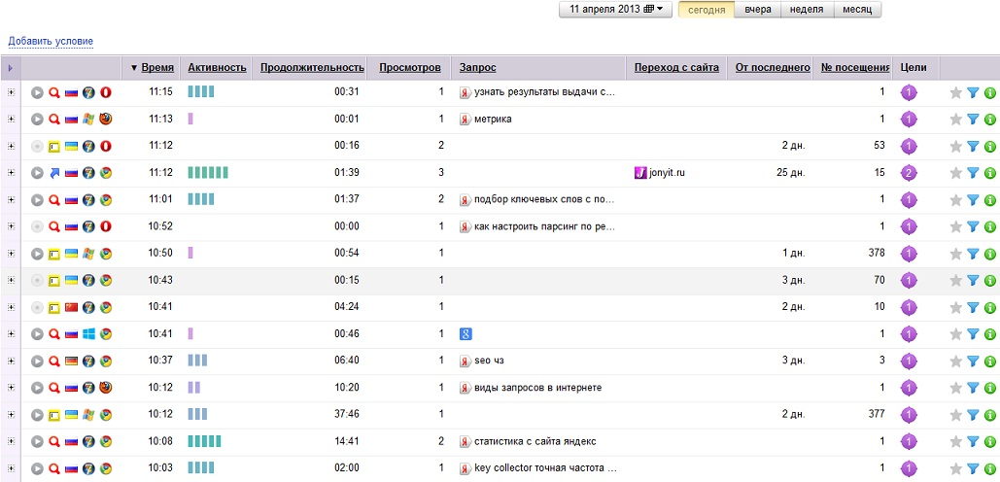 11 апреля 2013 сегодня вчера неделя месяц
Добавить условие
▼ Время Активность Продолжительность Просмотров Запрос Переход с сайта От последнего № посещения Цели
11:15 00:31 1 узнать результаты выдачи с... 1 1
11:13 00:01 1 метрика 1 1
11:12 00:16 2 2 дн. 53 1
11:12 01:39 3 jonyit.ru 25 дн. 15 2
11:01 01:37 2 подбор ключевых слов с по... 1 1
10:52 00:00 1 как настроить парсинг по ре... 1 1
10:50 00:54 1 1 дн. 378 1
10:43 00:15 1 3 дн. 70 1
10:41 04:24 1 2 дн. 10 1
10:41 00:46 1 1 1
10:37 06:40 1 seo чз 3 дн. 3 1
10:12 10:20 1 виды запросов в интернете 1 1
10:12 37:46 1 2 дн. 377 1
10:08 14:41 2 статистика с сайта яндекс 1 1
10:03 02:00 1 key collector точная частота ... 1 1